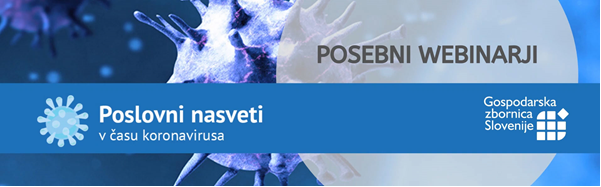 POSEBNI WEBINARJI
Poslovni nasveti
v času koronavirusa
Gospodarska
zbornica
Slovenije